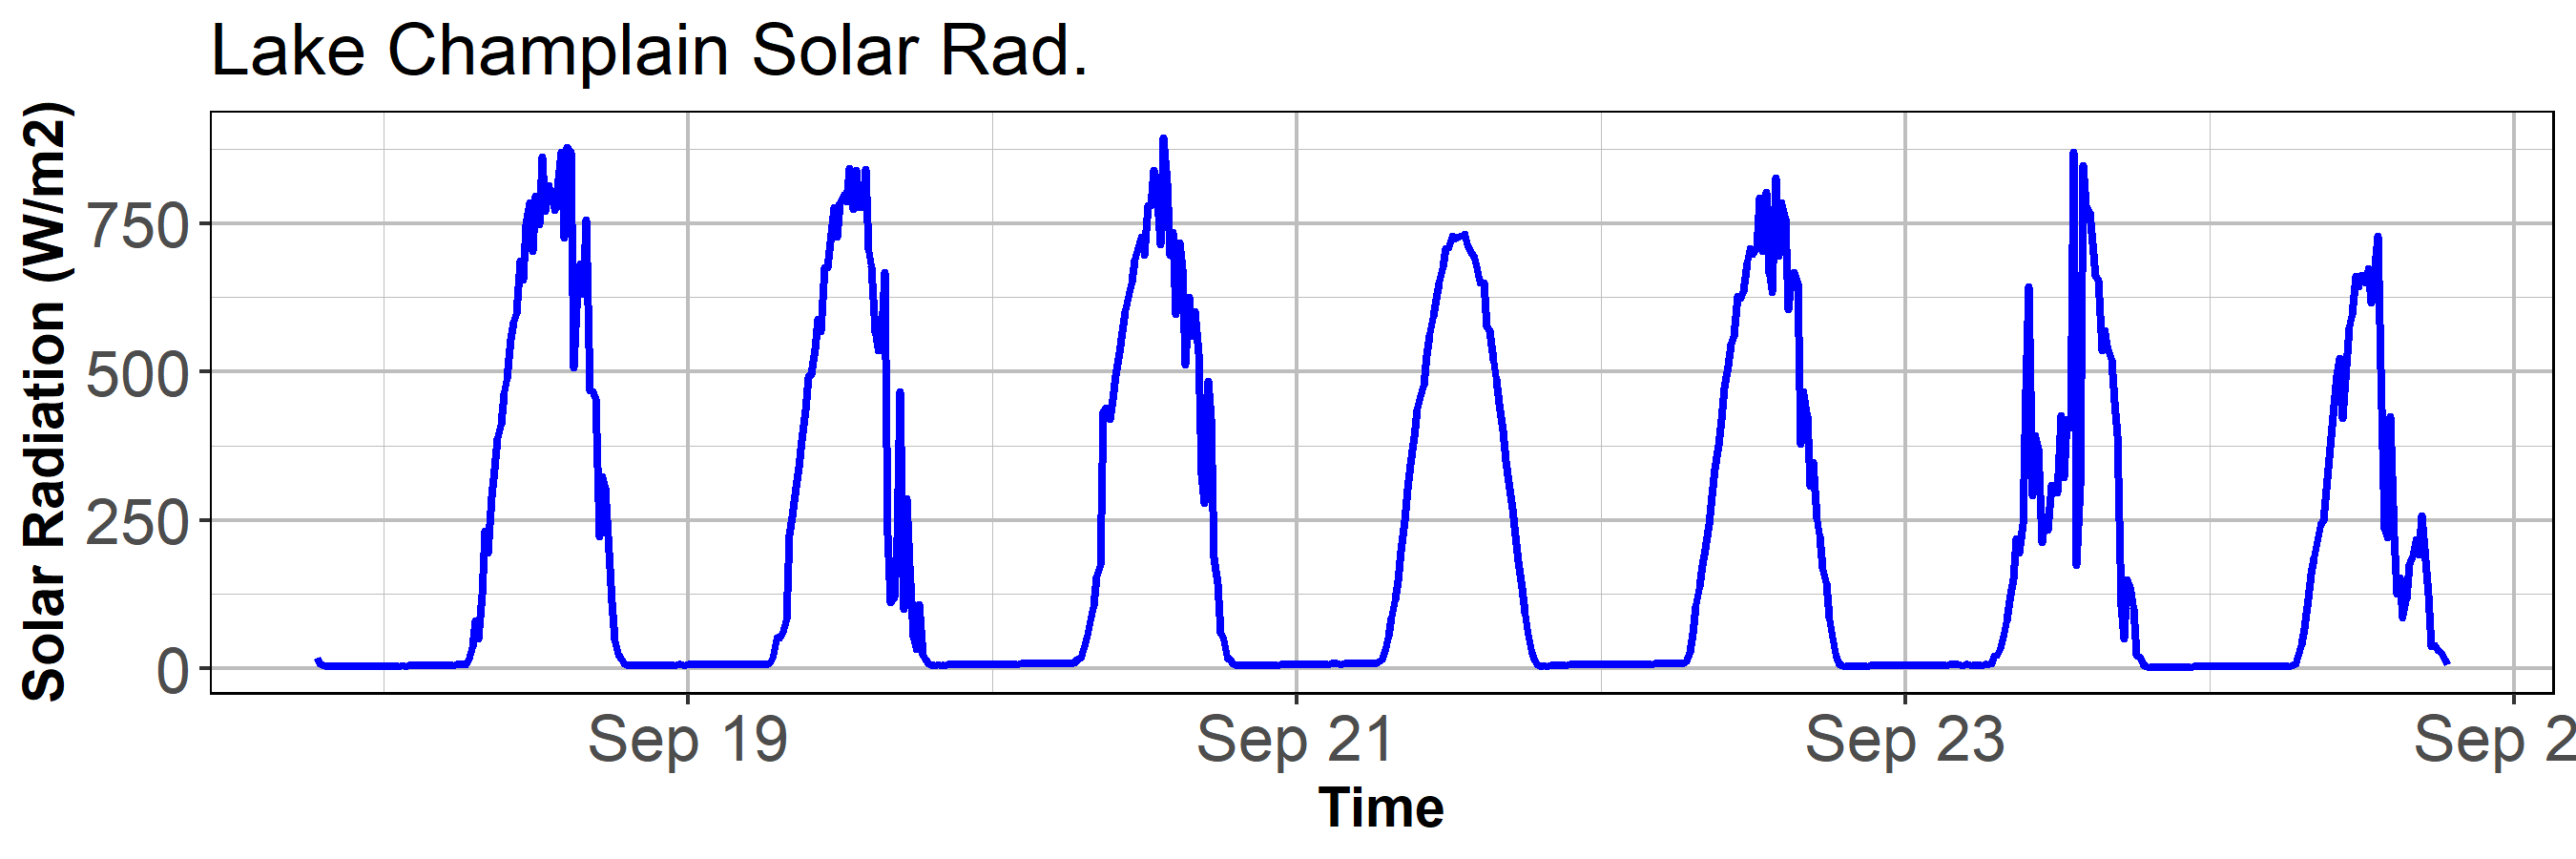 Lake Champlain Solar Rad.
Solar Radiation (W/m2)
750
500
250
0
Sep 19 Sep 21 Sep 23 Sep 2
Time